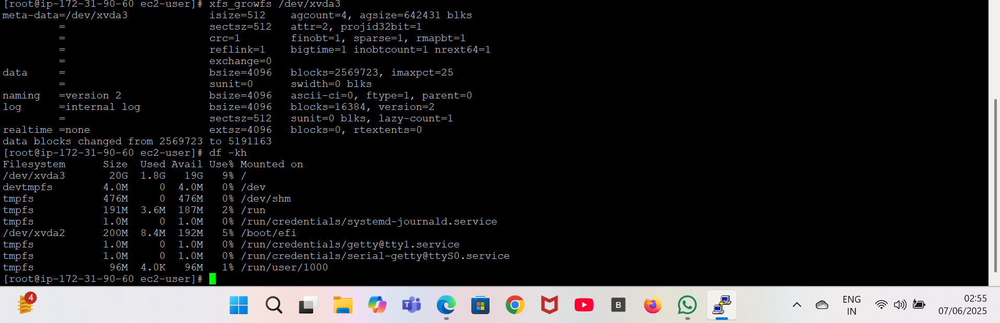 [root@ip-172-31-90-60 ec2-user]# xfs_growfs /dev/xvda3
meta-data=/dev/xvda3             isize=512    agcount=4, agsize=642431 blks
         =                       sectsz=512   attr=2, projid32bit=1
         =                       crc=1        finobt=1, sparse=1, rmapbt=1
         =                       reflink=1    bigtime=1 inobtcount=1 nrext64=1
         =                       exchange=0
data     =                       bsize=4096   blocks=2569723, imaxpct=25
         =                       sunit=0      swidth=0 blks
naming   =version 2              bsize=4096   ascii-ci=0, ftype=1, parent=0
log      =internal log           bsize=4096   blocks=16384, version=2
         =                       sectsz=512   sunit=0 blks, lazy-count=1
realtime =none                   extsz=4096   blocks=0, rtextents=0
data blocks changed from 2569723 to 5191163
[root@ip-172-31-90-60 ec2-user]# df -kh
Filesystem      Size  Used Avail Use% Mounted on
/dev/xvda3       20G  1.8G   19G   9% /
devtmpfs        4.0M     0  4.0M   0% /dev
tmpfs           476M     0  476M   0% /dev/shm
tmpfs           191M  3.6M  187M   2% /run
tmpfs           1.0M     0  1.0M   0% /run/credentials/systemd-journald.service
/dev/xvda2      200M  8.4M  192M   5% /boot/efi
tmpfs           1.0M     0  1.0M   0% /run/credentials/getty@tty1.service
tmpfs           1.0M     0  1.0M   0% /run/credentials/serial-getty@ttyS0.service
tmpfs            96M  4.0K   96M   1% /run/user/1000
[root@ip-172-31-90-60 ec2-user]#
4
B
ENG
IN
02:55
07/06/2025